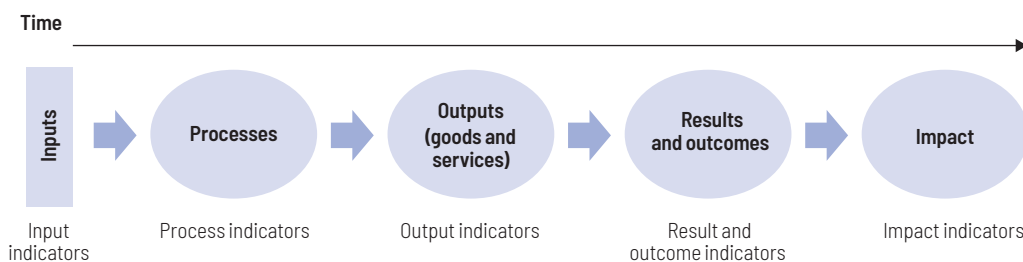 Time
Inputs
Processes
Outputs
(goods and
services)
Results
and outcomes
Impact
Input
indicators
Process indicators
Output indicators
Result and
outcome indicators
Impact indicators